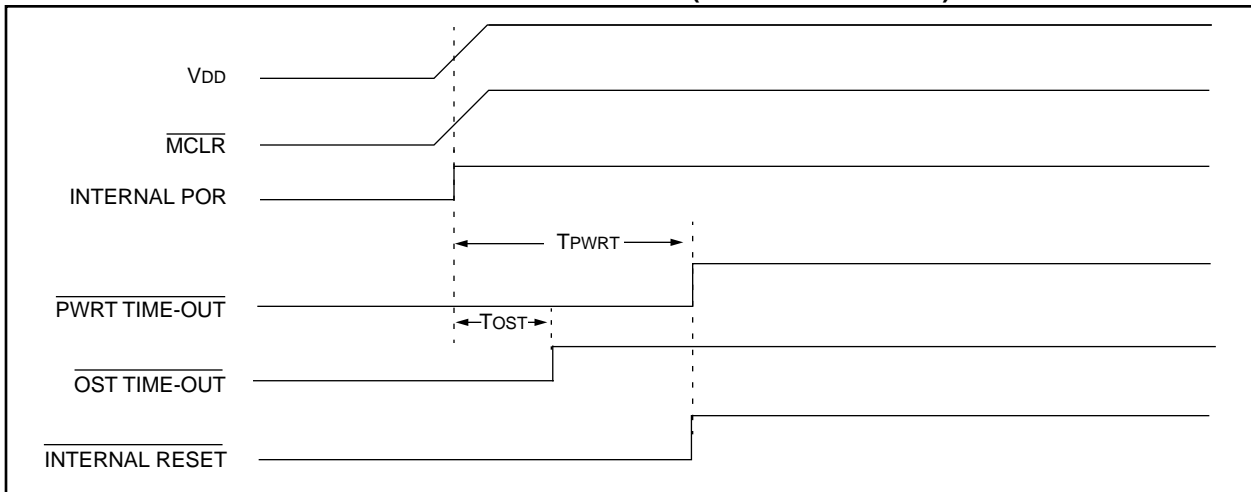 VDD
MCLR
INTERNAL POR
TPWRT
PWRT TIME-OUT
TOST
OST TIME-OUT
INTERNAL RESET